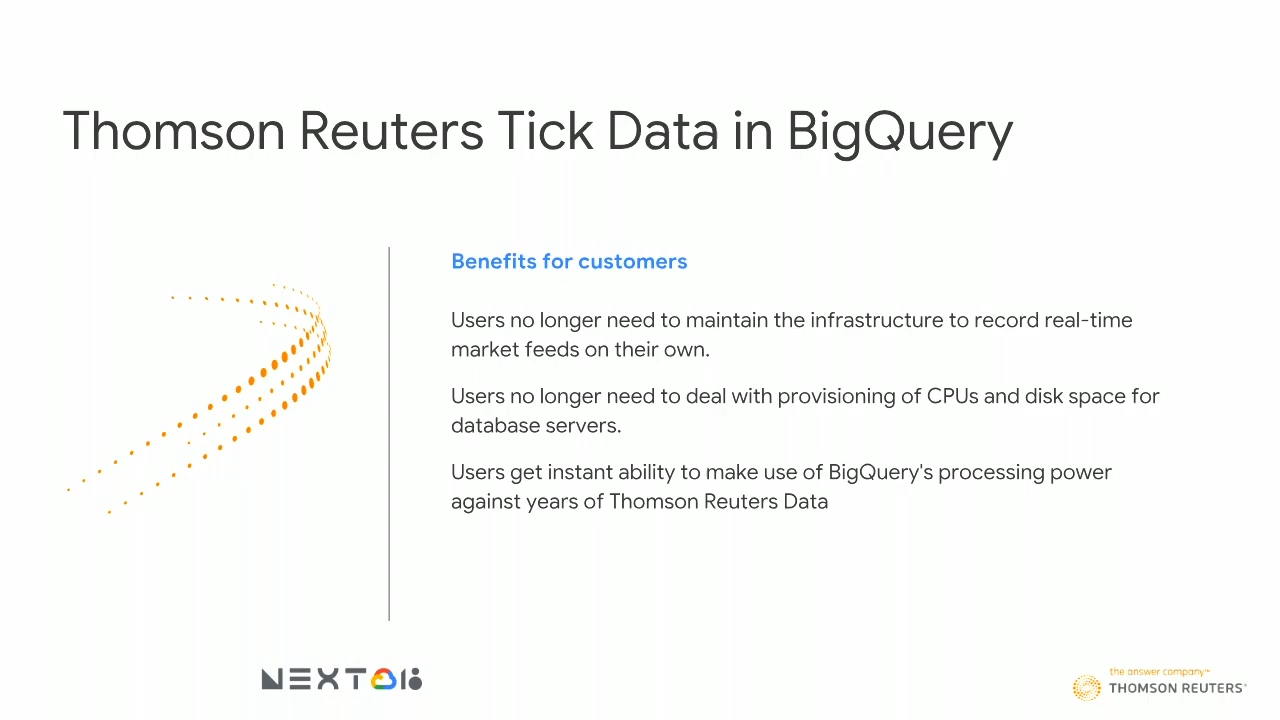 Thomson Reuters Tick Data in BigQuery
Benefits for customers
Users no longer need to maintain the infrastructure to record real-time
market feeds on their own.
Users no longer need to deal with provisioning of CPUs and disk space for
database servers.
Users get instant ability to make use of BigQuery's processing power
against years of Thomson Reuters Data
NEXT 18
the answer company™
THOMSON REUTERS®